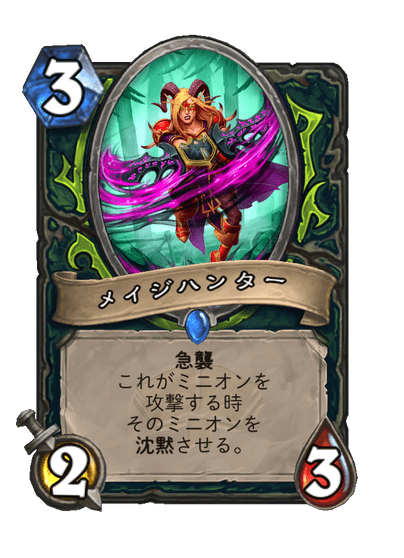 3
メイジハンター
急襲
これがミニオンを
攻撃する時
そのミニオンを
沈黙させる。
2
3